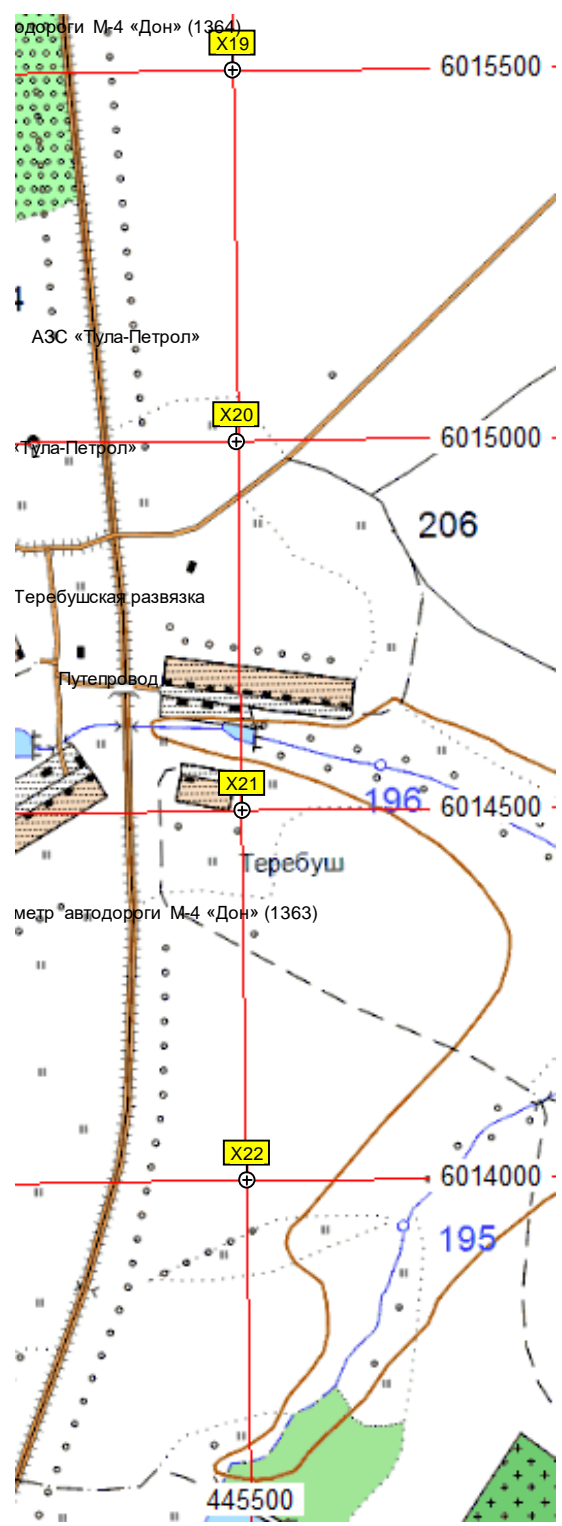 одороги М-4 «Дон» (1364)
X19
6015500
4
АЗС «Тула-Петрол»
X20
6015000
«Тула-Петрол»
206
Теребушская развязка
Путепровод
X21
196
6014500
Теребуш
метр автодороги М-4 «Дон» (1363)
X22
6014000
195
445500